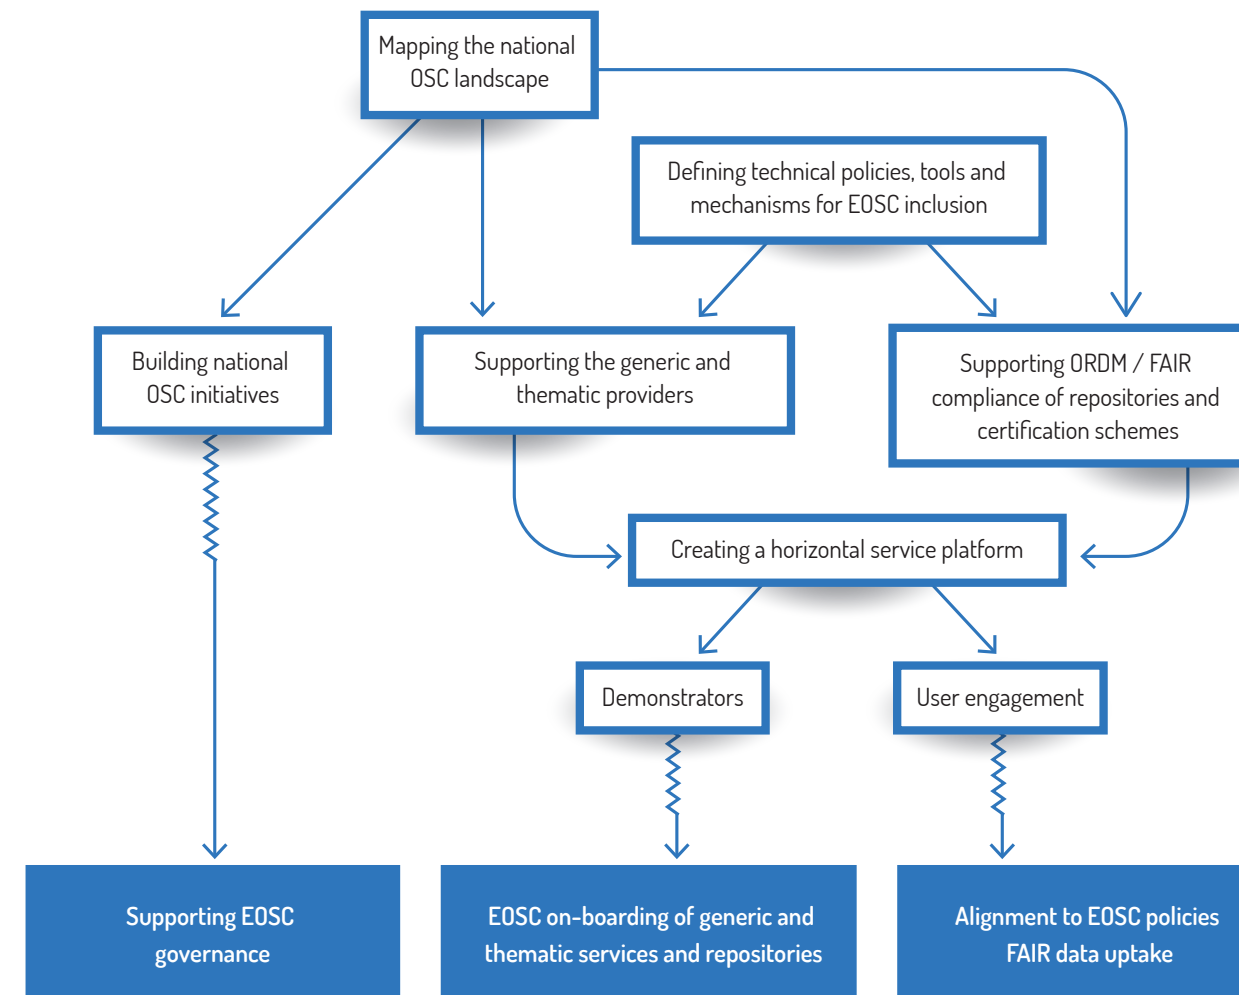 Mapping the national
OSC landscape
Defining technical policies, tools and
mechanisms for EOSC inclusion
Building national
OSC initiatives
Supporting the generic and
thematic providers
Supporting ORDM / FAIR
compliance of repositories and
certification schemes
Creating a horizontal service platform
Demonstrators
User engagement
Supporting EOSC
governance
EOSC on-boarding of generic and
thematic services and repositories
Alignment to EOSC policies
FAIR data uptake